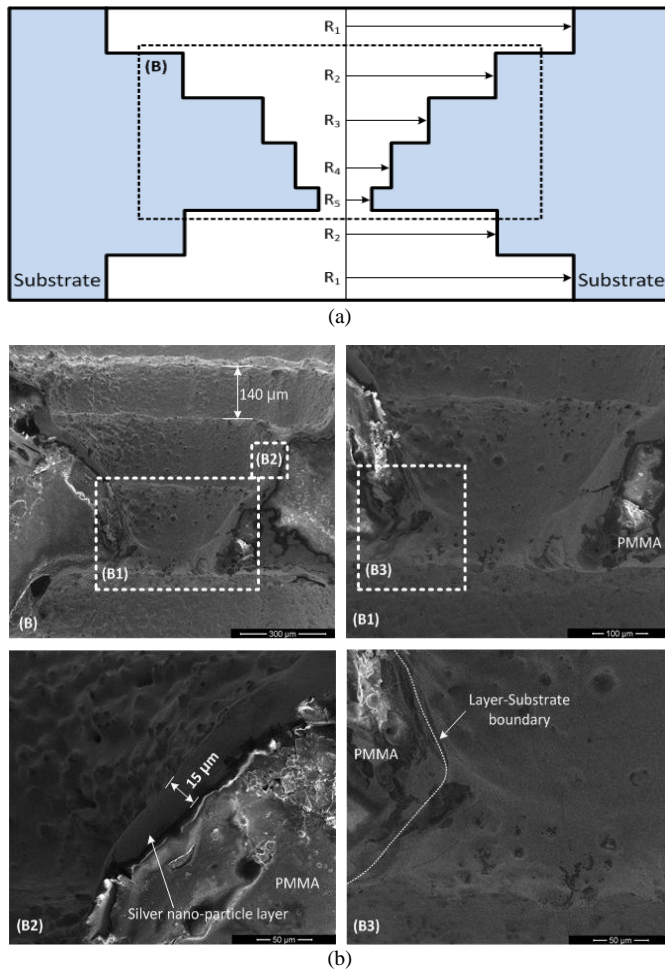 R1
(B)
R2
R3
R4
R5
R2
Substrate
R1
Substrate
(a)
140 µm
(B2)
(B1)
(B)
300 µm
(B3)
PMMA
(B1)
100 µm
15 µm
PMMA
Silver nano-particle layer
(B2)
50 µm
Layer-Substrate
boundary
PMMA
(B3)
50 µm
(b)